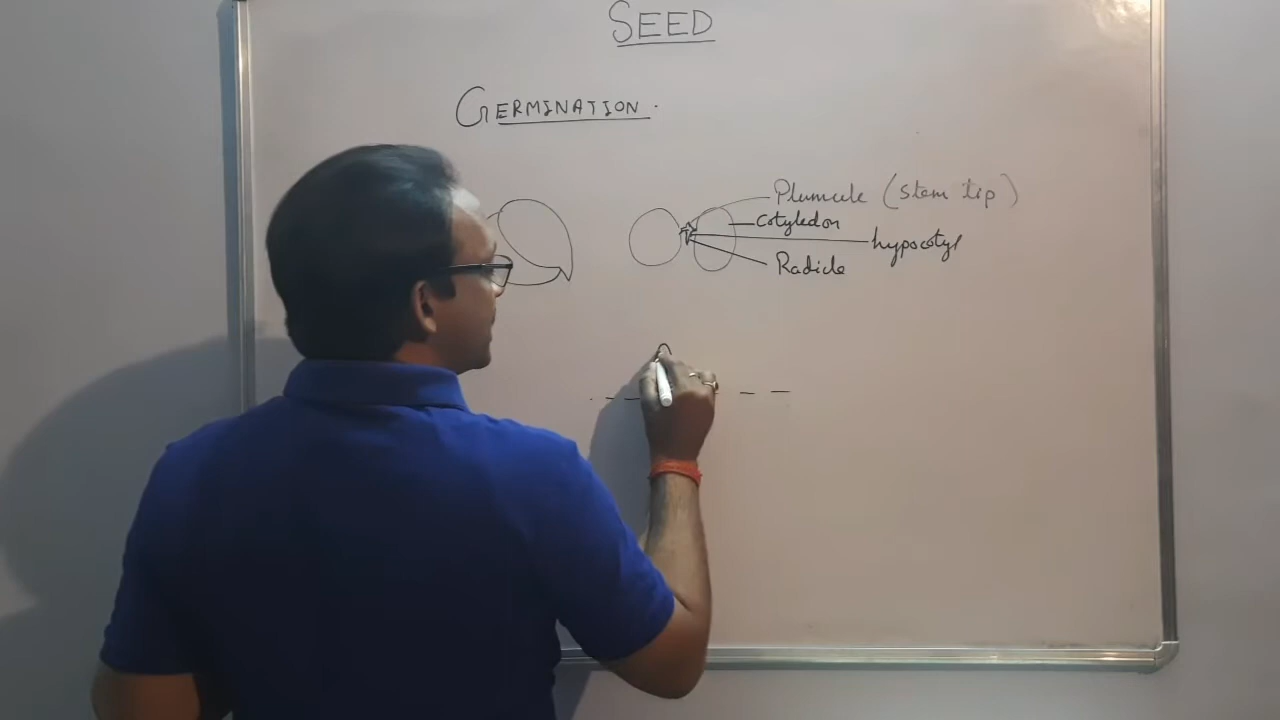 SEED
GERMINATION.
Plumule (stem tip)
Cotyledon
hypocotyl
Radicle